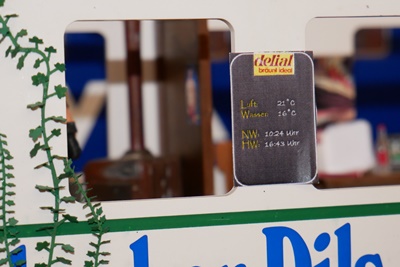 delial
bräunt ideal
Luft: 21°C
Wasser: 16°C
NW: 10:24 Uhr
HW: 16:43 Uhr